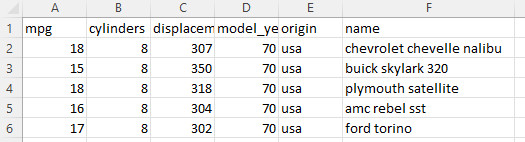 A B C D E F
1 mpg cylinders displacem model_ye origin name
2 18 8 307 70 usa chevrolet chevelle nalibu
3 15 8 350 70 usa buick skylark 320
4 18 8 318 70 usa plymouth satellite
5 16 8 304 70 usa amc rebel sst
6 17 8 302 70 usa ford torino